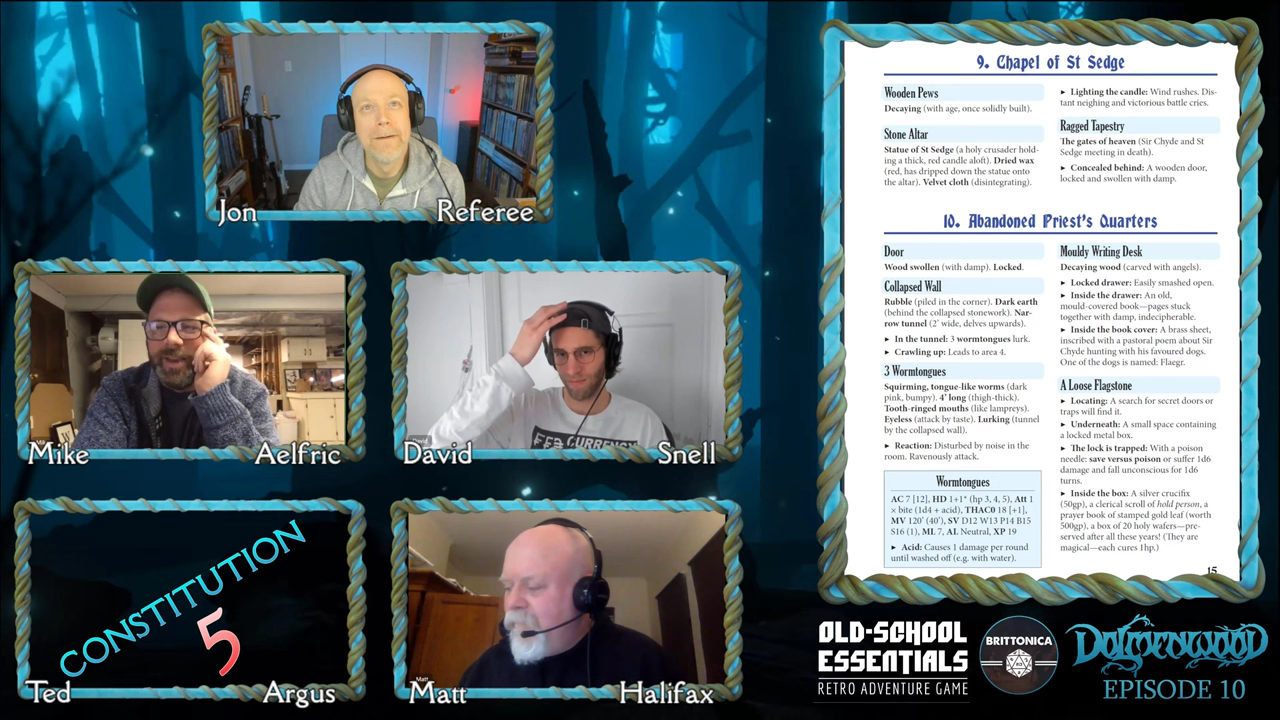 Jon Referee
Mike Aelfric
David Snell
FER CURRENCY
CONSTITUTION
5
Ted Argus
Matt
Matt Halifax
9. Chapel of St Sedge
Wooden Pews
Decaying (with age, once solidly built).
Stone Altar
Statue of St Sedge (a holy crusader hold-
ing a thick, red candle aloft). Dried wax
(red, has dripped down the statue onto
the altar). Velvet cloth (disintegrating).
► Lighting the candle: Wind rushes. Dis-
tant neighing and victorious battle cries.
Ragged Tapestry
The gates of heaven (Sir Chyde and St
Sedge meeting in death).
► Concealed behind: A wooden door,
locked and swollen with damp.
10. Abandoned Priest's Quarters
Door
Wood swollen (with damp). Locked.
Collapsed Wall
Rubble (piled in the corner). Dark earth
(behind the collapsed stonework). Nar-
row tunnel (2' wide, delves upwards).
► In the tunnel: 3 wormtongues lurk.
► Crawling up: Leads to area 4.
3 Wormtongues
Squirming, tongue-like worms (dark
pink, bumpy). 4' long (thigh-thick).
Tooth-ringed mouths (like lampreys).
Eyeless (attack by taste). Lurking (tunnel
by the collapsed wall).
► Reaction: Disturbed by noise in the
room. Ravenously attack.
Wormtongues
AC 7 [12], HD 1+1* (hp 3, 4, 5), Att 1
× bite (1d4 + acid), THAC0 18 [+1],
MV 120' (40'), SV D12 W13 P14 B15
S16 (1), ML 7, AL Neutral, XP 19
► Acid: Causes 1 damage per round
until washed off (e.g. with water).
Mouldy Writing Desk
Decaying wood (carved with angels).
► Locked drawer: Easily smashed open.
► Inside the drawer: An old,
mould-covered book—pages stuck
together with damp, indecipherable.
► Inside the book cover: A brass sheet,
inscribed with a pastoral poem about Sir
Chyde hunting with his favoured dogs.
One of the dogs is named: Flaegr.
A Loose Flagstone
► Locating: A search for secret doors or
traps will find it.
► Underneath: A small space containing
a locked metal box.
► The lock is trapped: With a poison
needle: save versus poison or suffer 1d6
damage and fall unconscious for 1d6
turns.
► Inside the box: A silver crucifix
(50gp), a clerical scroll of hold person, a
prayer book of stamped gold leaf (worth
500gp), a box of 20 holy wafers—pre-
served after all these years! (They are
magical—each cures 1hp.)
15
OLD-SCHOOL
ESSENTIALS
RETRO ADVENTURE GAME
BRITTONICA
Dolmenwood
EPISODE 10